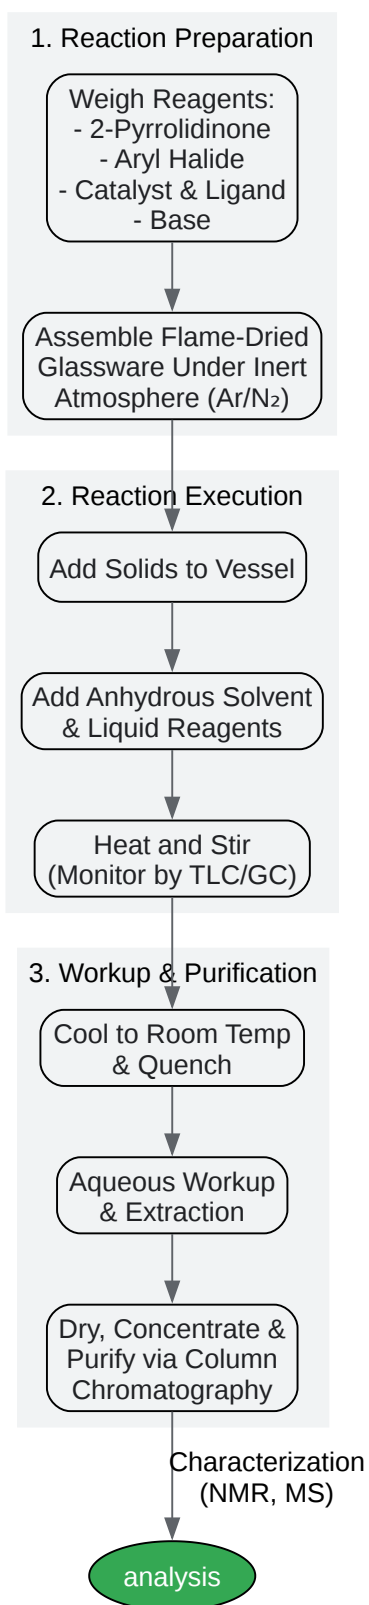 1. Reaction Preparation
Weigh Reagents:
- 2-Pyrrolidinone
- Aryl Halide
- Catalyst & Ligand
- Base
Assemble Flame-Dried
Glassware Under Inert
Atmosphere (Ar/N₂)
2. Reaction Execution
Add Solids to Vessel
Add Anhydrous Solvent
& Liquid Reagents
Heat and Stir
(Monitor by TLC/GC)
3. Workup & Purification
Cool to Room Temp
& Quench
Aqueous Workup
& Extraction
Dry, Concentrate &
Purify via Column
Chromatography
Characterization
(NMR, MS)
analysis